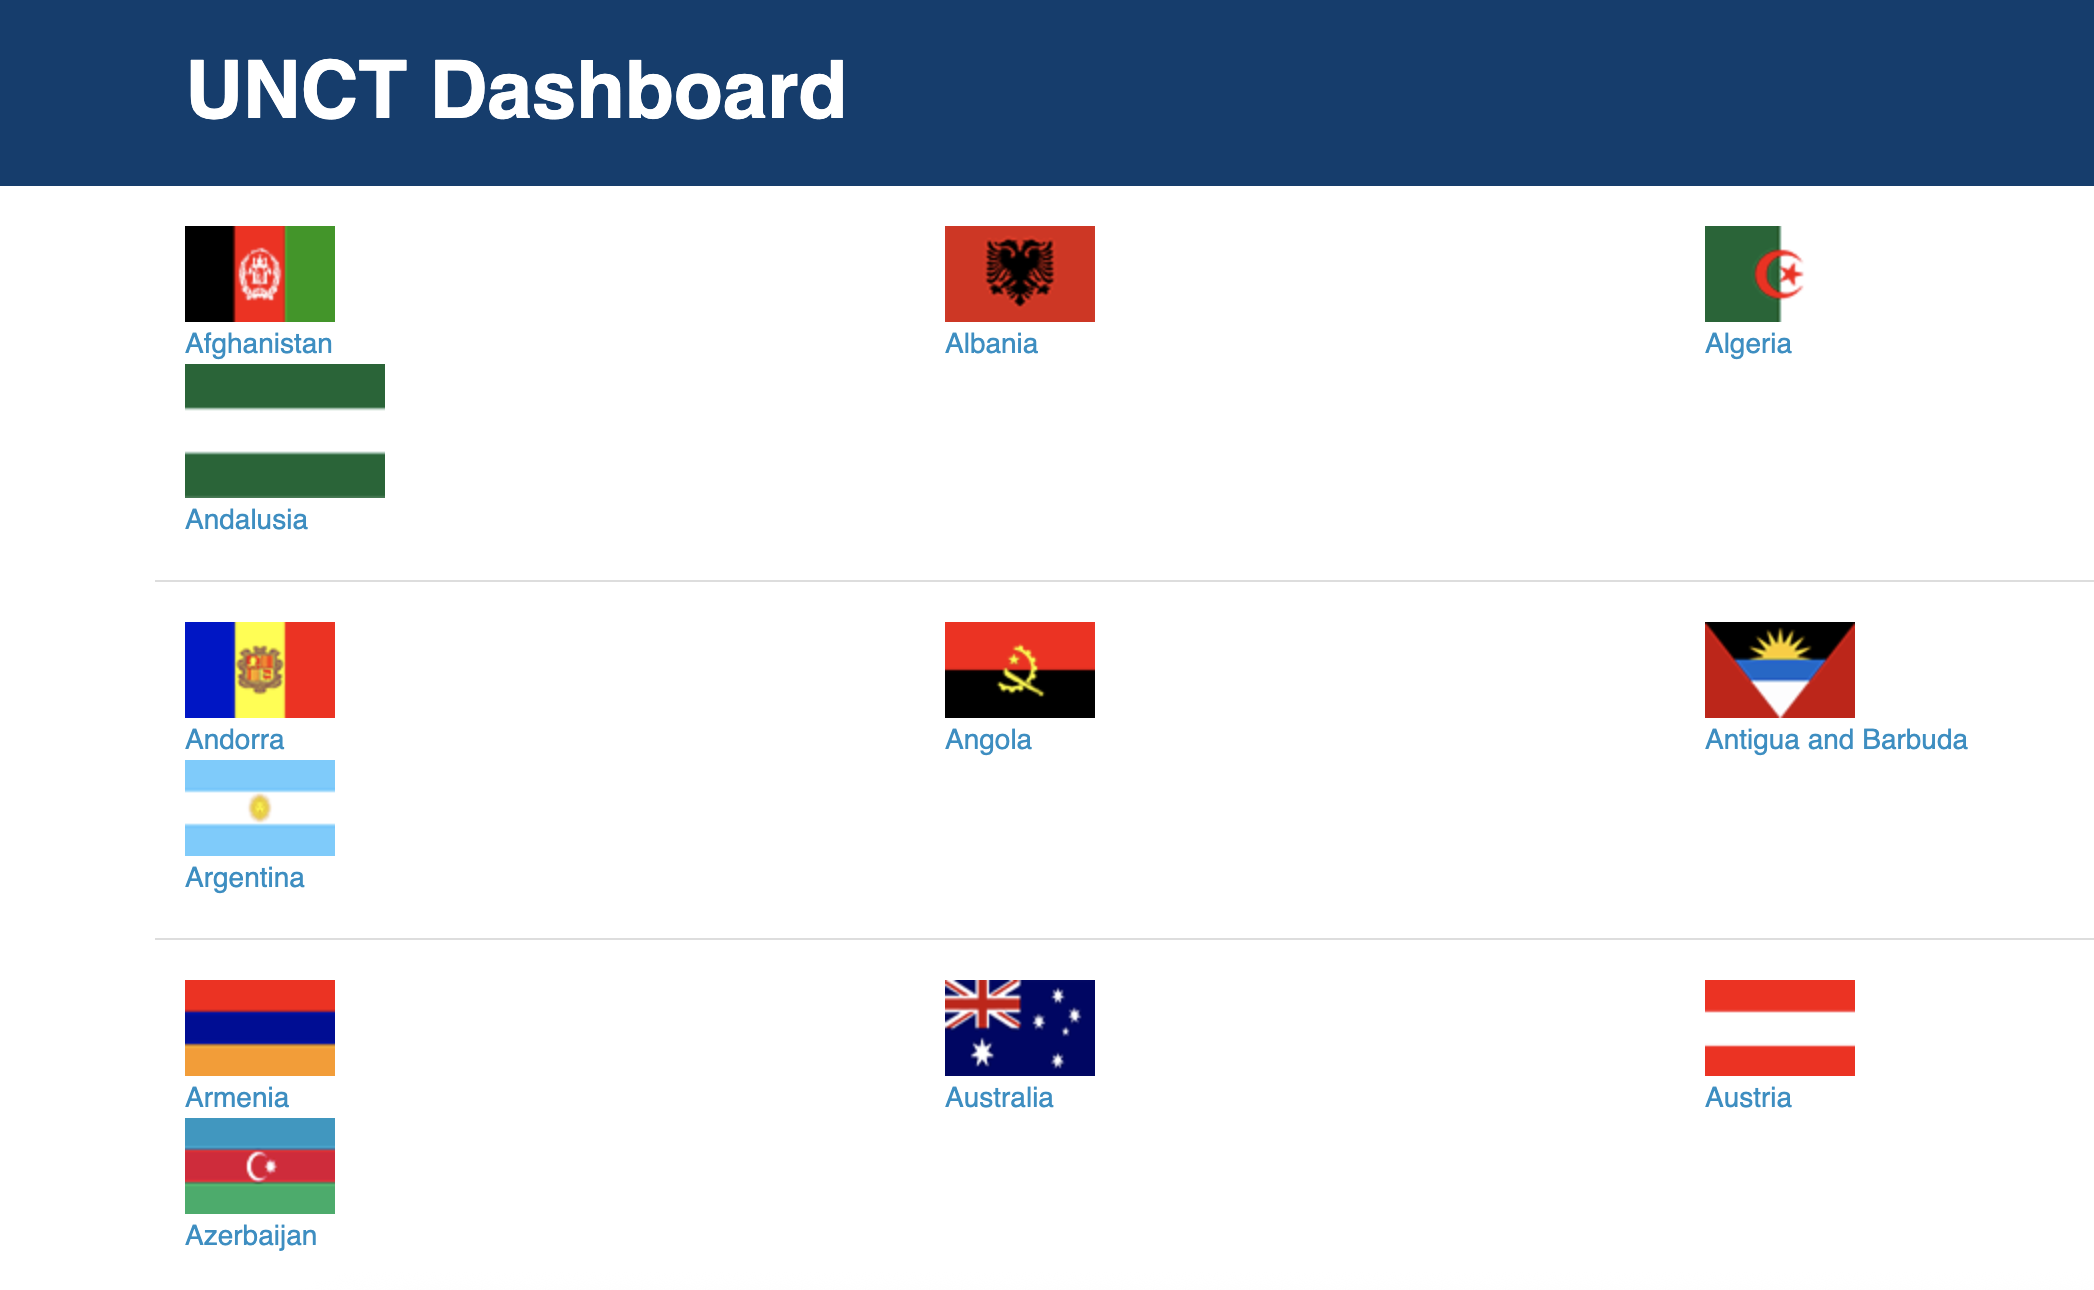 UNCT Dashboard
Afghanistan
Albania
Algeria
Andalusia
Andorra
Angola
Antigua and Barbuda
Argentina
Armenia
Australia
Austria
Azerbaijan